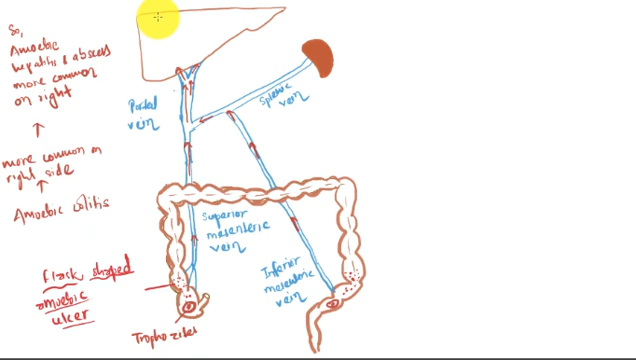 So,
Amoebic
hepatitis & abscess
more common
on right
more common on
right side
Amoebic colitis
Flask shaped
amoebic
ulcer
Trophozoites
Portal
vein
Splenic
vein
Superior
mesenteric
vein
Inferior
mesenteric
vein